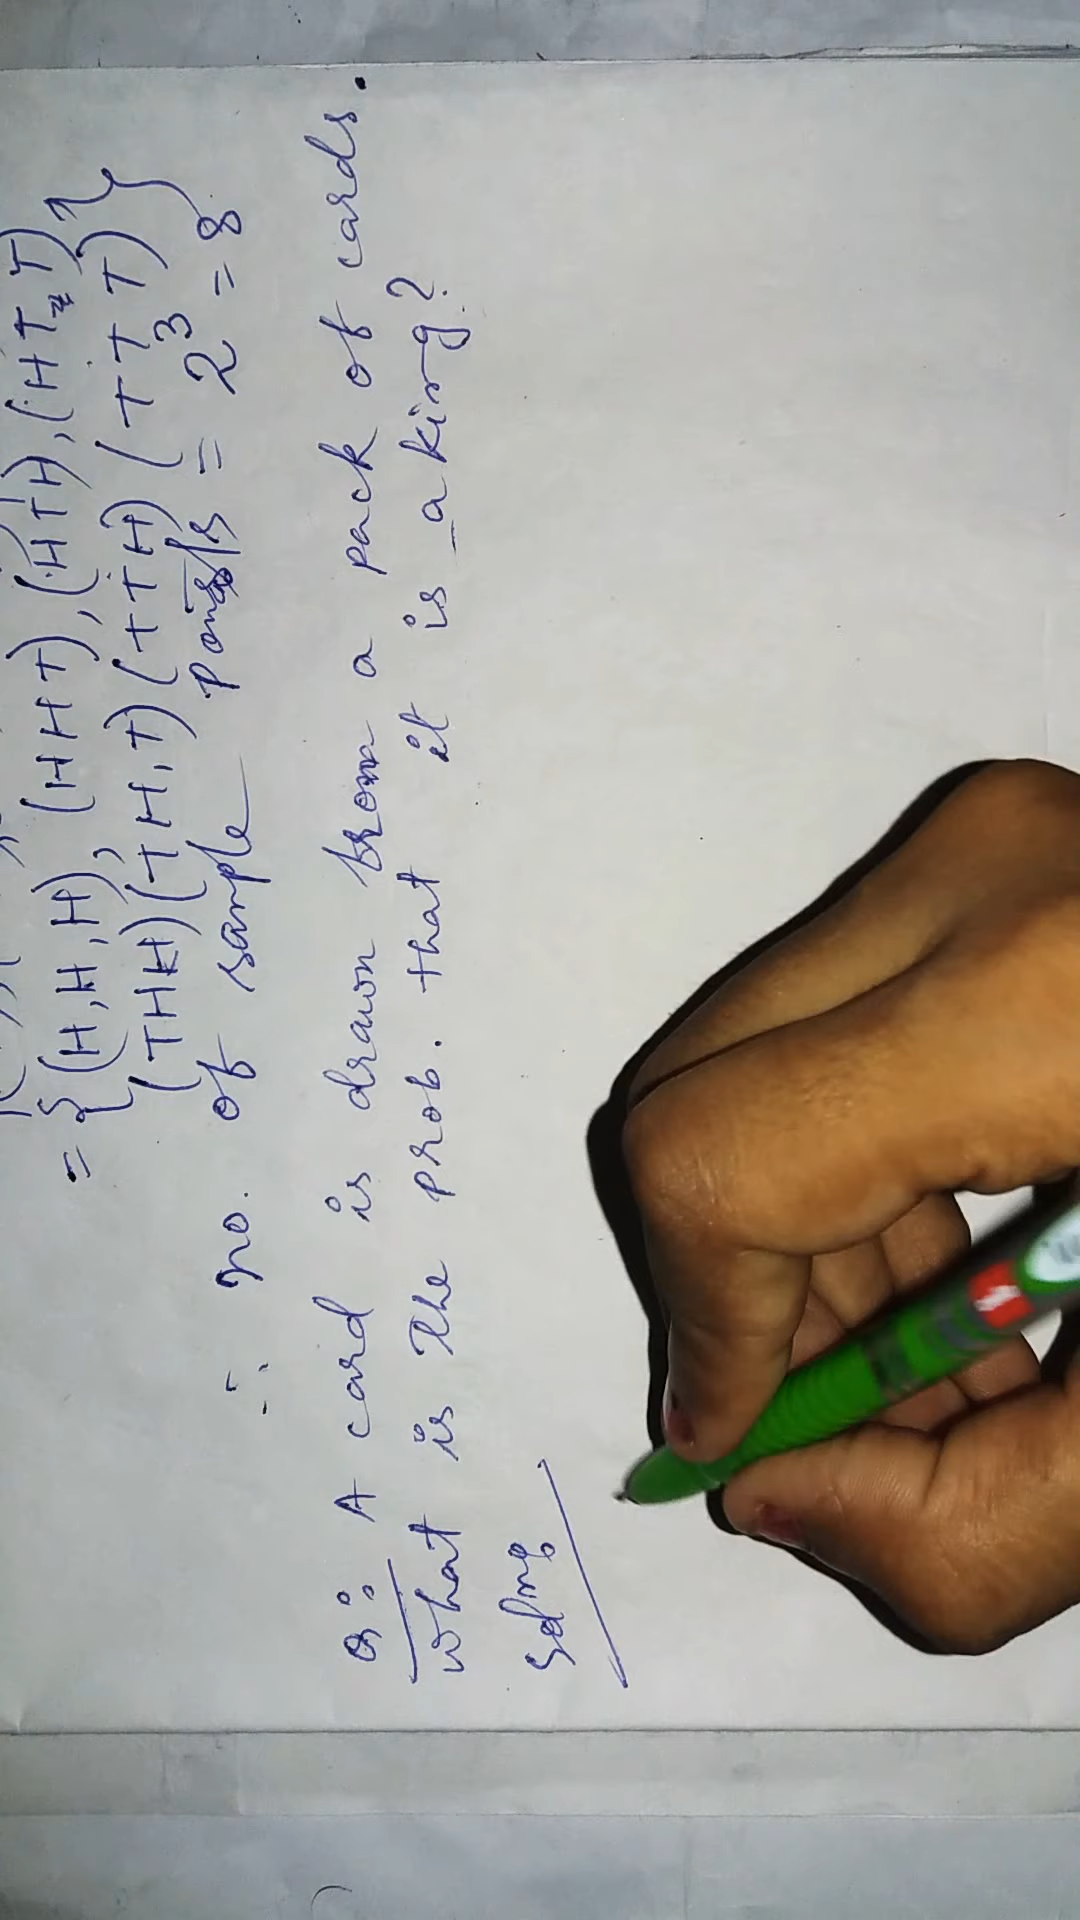 = {(H,H,H), (HHT), (HTH), (HTT)
(THH) (TH,T) (TTH) (TTT)}
∴ no. of sample points = 2³ = 8
Q: A card is drawn from a pack of cards.
what is the prob. that it is a king?
Solng